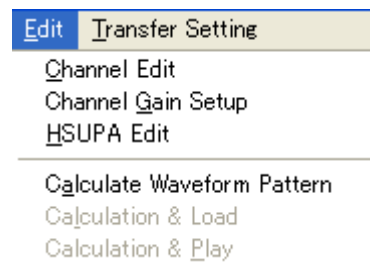 Edit Transfer Setting
Channel Edit
Channel Gain Setup
HSUPA Edit
Calculate Waveform Pattern
Calculation & Load
Calculation & Play